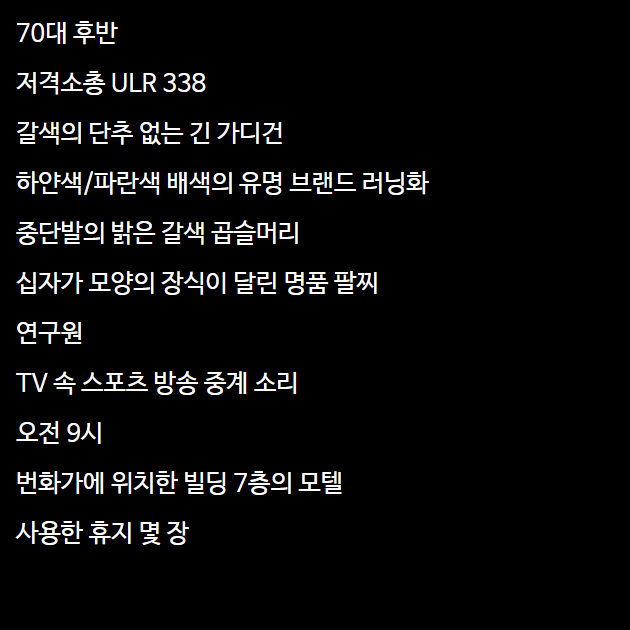 70대 후반
저격소총 ULR 338
갈색의 단추 없는 긴 가디건
하얀색/파란색 배색의 유명 브랜드 러닝화
중단발의 밝은 갈색 곱슬머리
십자가 모양의 장식이 달린 명품 팔찌
연구원
TV 속 스포츠 방송 중계 소리
오전 9시
번화가에 위치한 빌딩 7층의 모텔
사용한 휴지 몇 장